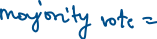 majority vote =